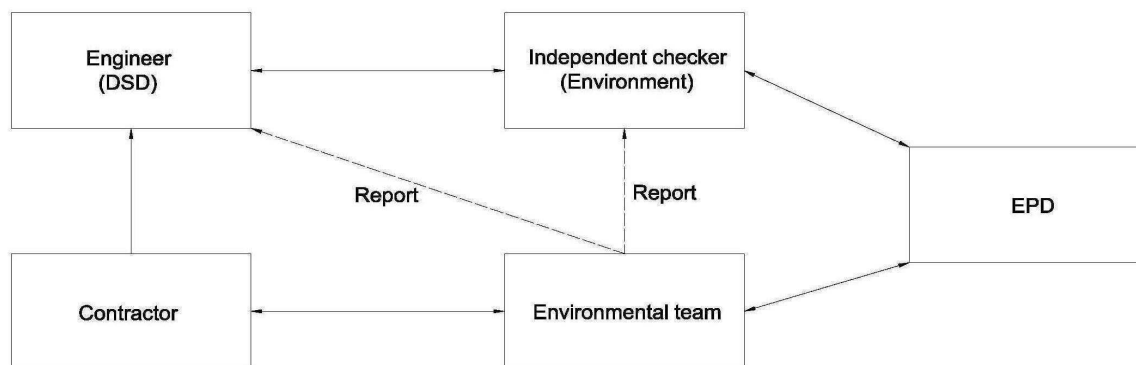 Engineer
(DSD)
Independent checker
(Environment)
Report
Report
EPD
Contractor
Environmental team